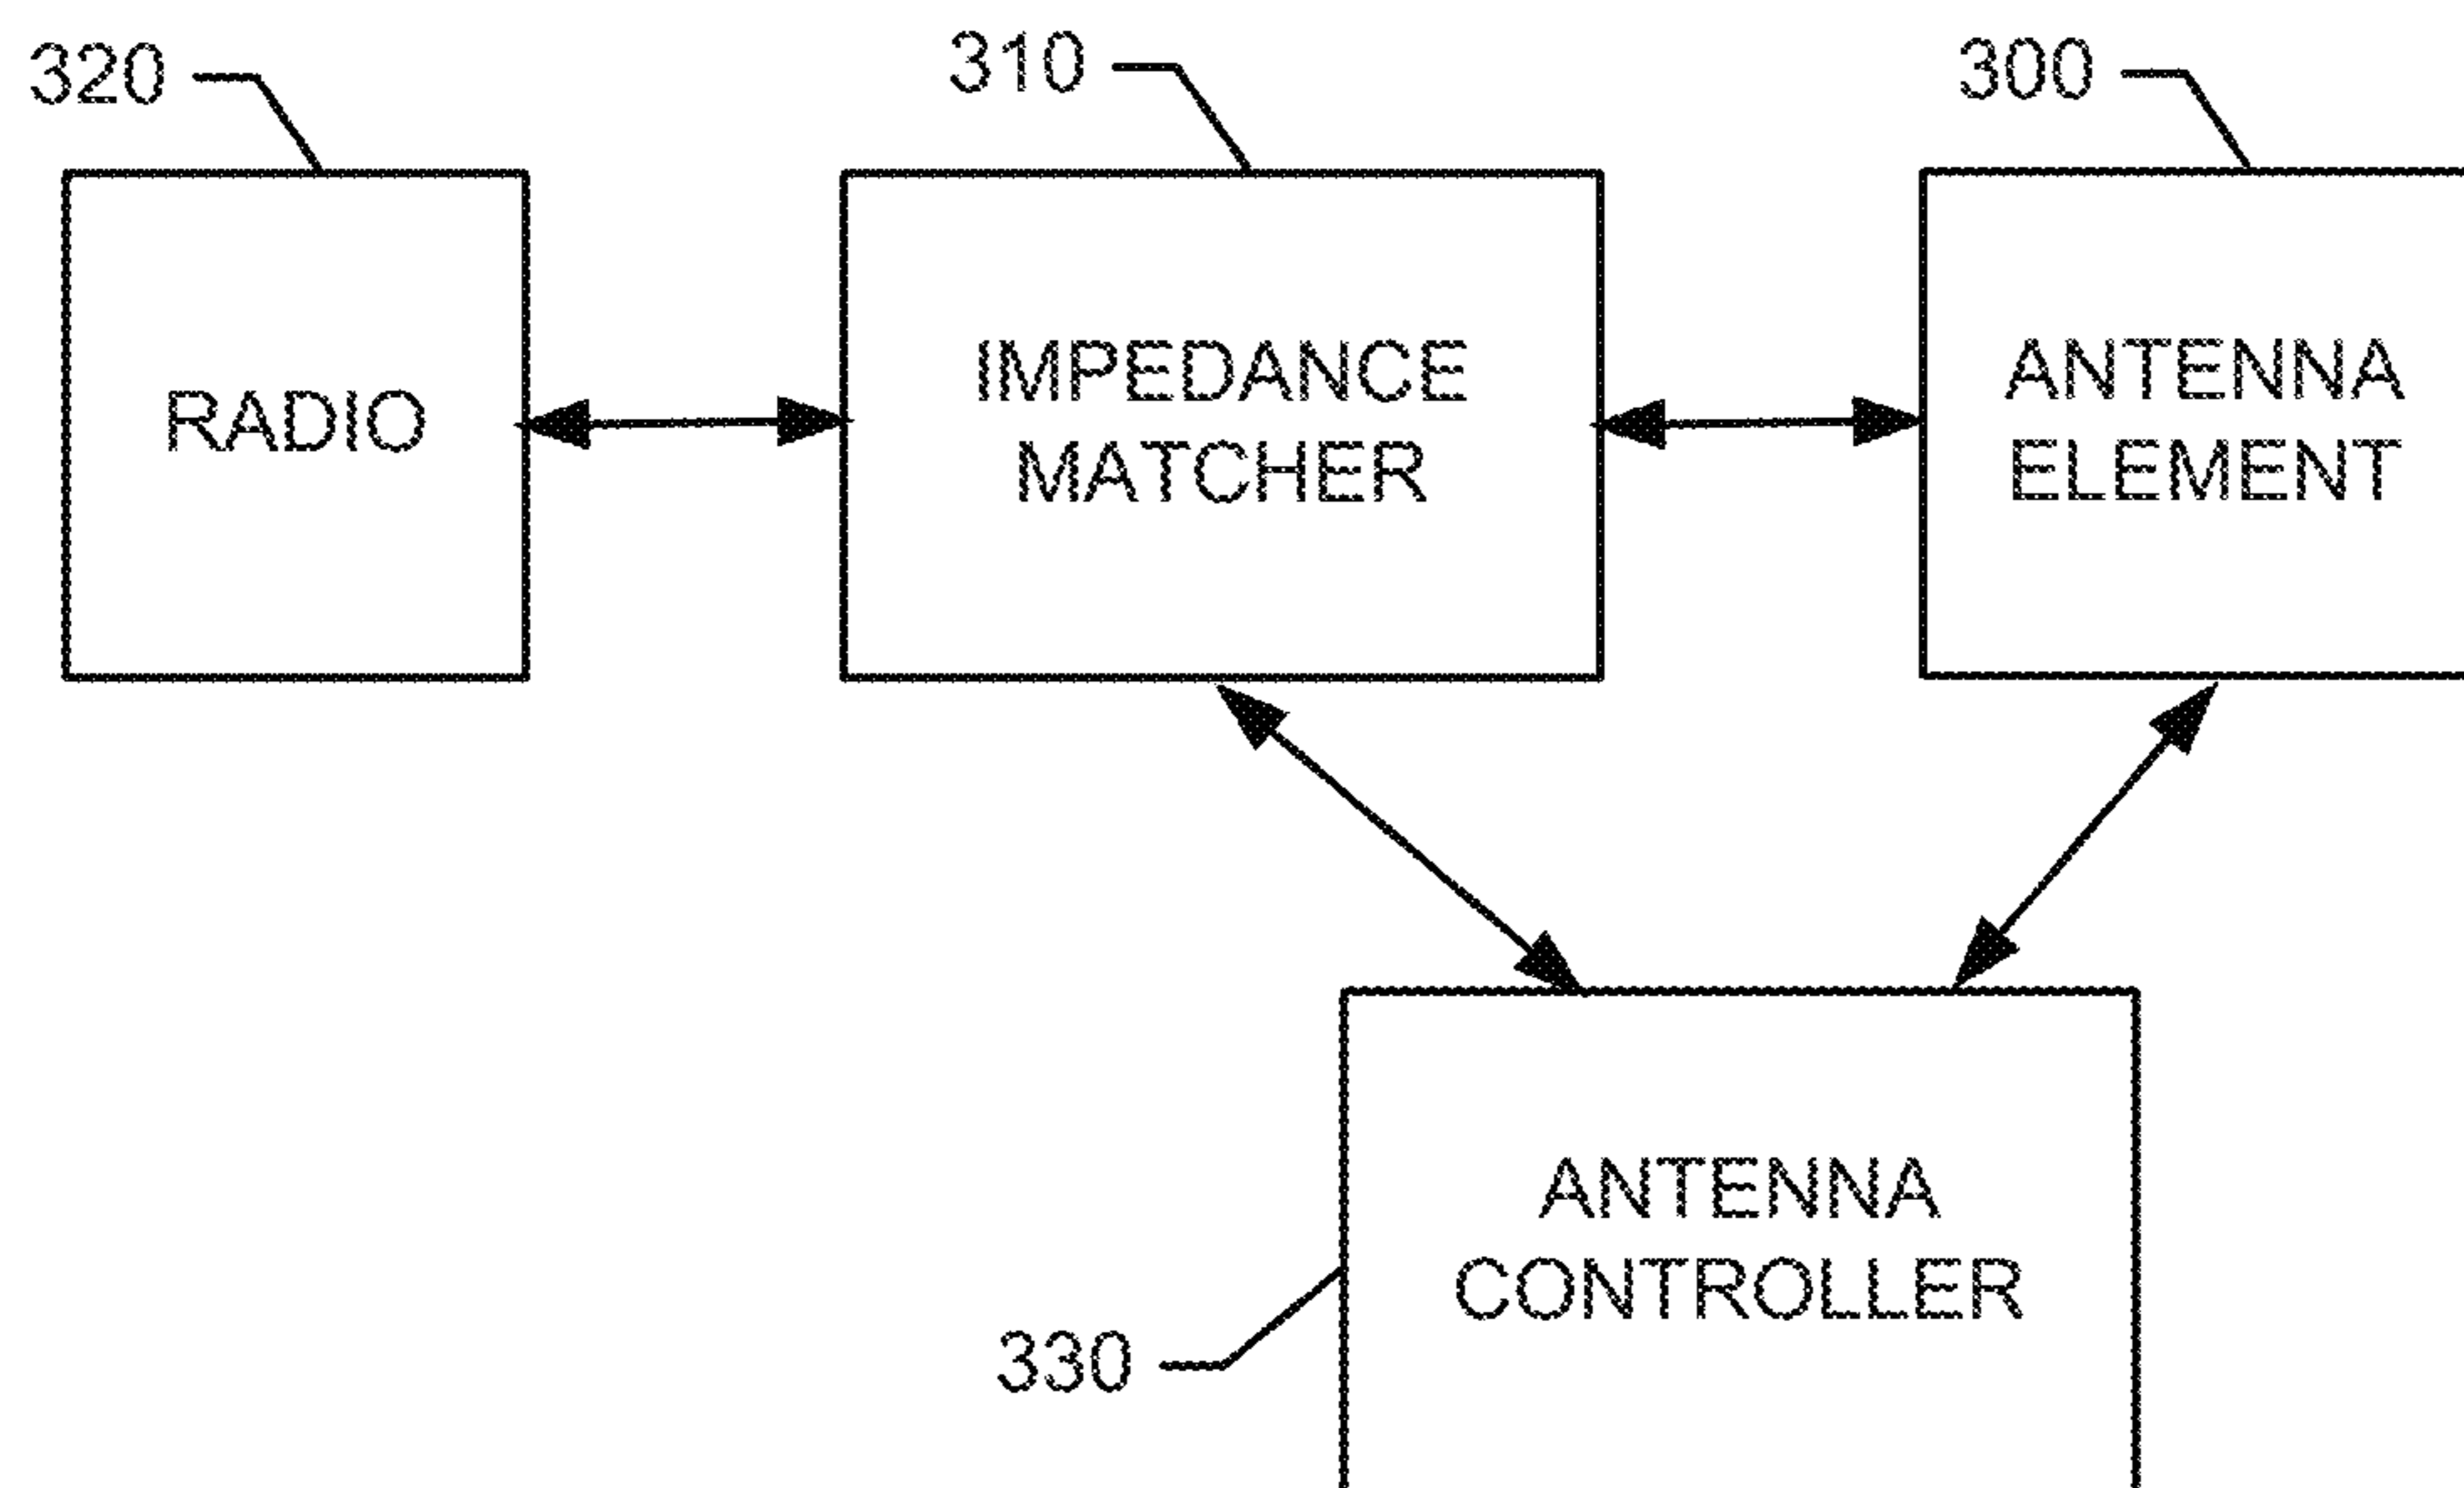 320
310
300
RADIO
IMPEDANCE
MATCHER
ANTENNA
ELEMENT
ANTENNA
CONTROLLER
330